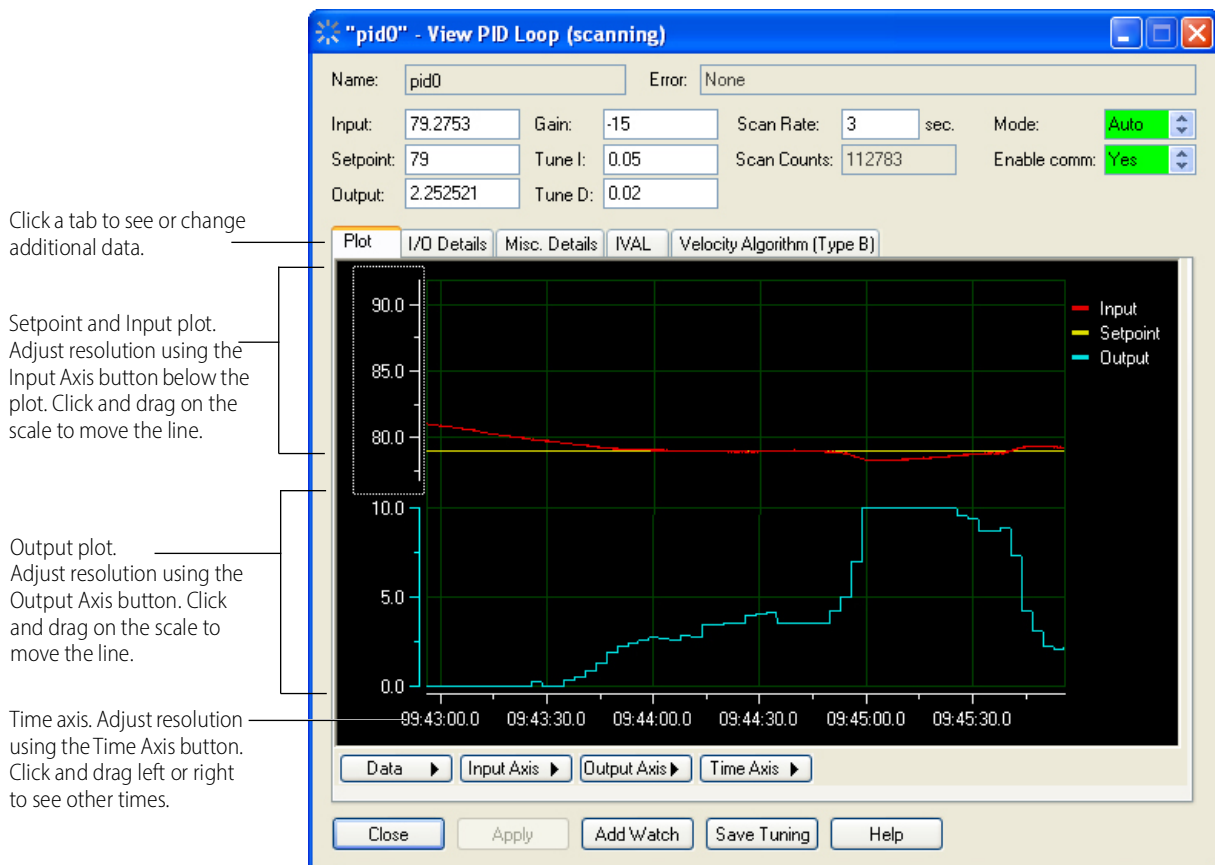 "pid0" - View PID Loop (scanning)
Name: pid0 Error: None
Input: 79.2753 Gain: -15 Scan Rate: 3 sec. Mode: Auto
Setpoint: 79 Tune I: 0.05 Scan Counts: 112783 Enable comm: Yes
Output: 2.252521 Tune D: 0.02
Click a tab to see or change
additional data.
Plot I/O Details Misc. Details IVAL Velocity Algorithm (Type B)
Setpoint and Input plot.
Adjust resolution using the
Input Axis button below the
plot. Click and drag on the
scale to move the line.
90.0
85.0
80.0
Input
Setpoint
Output
Output plot.
Adjust resolution using the
Output Axis button. Click
and drag on the scale to
move the line.
10.0
5.0
0.0
Time axis. Adjust resolution
using the Time Axis button.
Click and drag left or right
to see other times.
09:43:00.0 09:43:30.0 09:44:00.0 09:44:30.0 09:45:00.0 09:45:30.0
Data Input Axis Output Axis Time Axis
Close Apply Add Watch Save Tuning Help